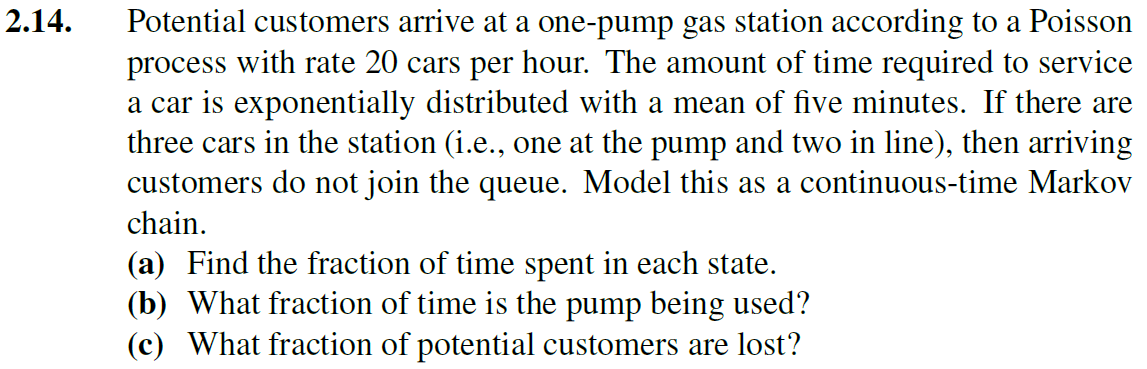 2.14. Potential customers arrive at a one-pump gas station according to a Poisson
process with rate 20 cars per hour. The amount of time required to service
a car is exponentially distributed with a mean of five minutes. If there are
three cars in the station (i.e., one at the pump and two in line), then arriving
customers do not join the queue. Model this as a continuous-time Markov
chain.
(a) Find the fraction of time spent in each state.
(b) What fraction of time is the pump being used?
(c) What fraction of potential customers are lost?